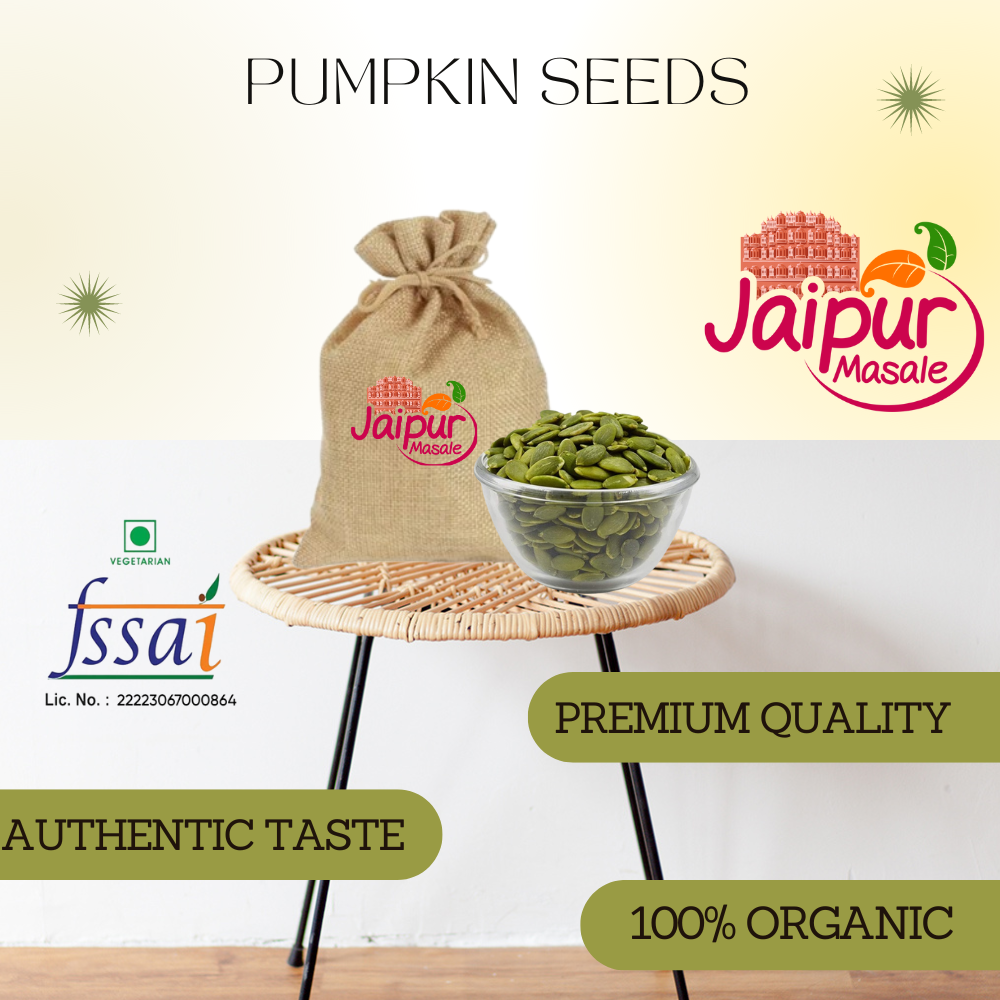 PUMPKIN SEEDS
Jaipur
Masale
Jaipur
Masale
VEGETARIAN
fssai
Lic. No. : 22223067000864
PREMIUM QUALITY
AUTHENTIC TASTE
100% ORGANIC